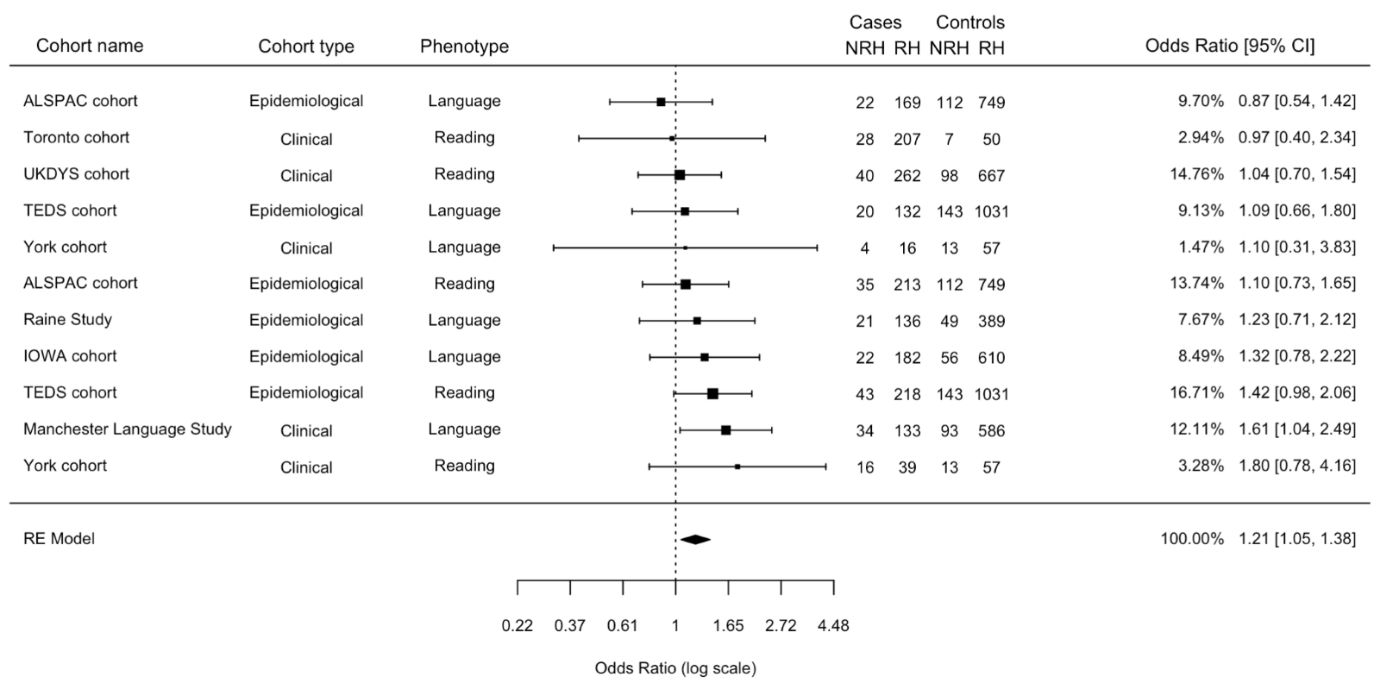 Cases Controls
Cohort name Cohort type Phenotype NRH RH NRH RH Odds Ratio [95% CI]
ALSPAC cohort Epidemiological Language 22 169 112 749 9.70% 0.87 [0.54, 1.42]
Toronto cohort Clinical Reading 28 207 7 50 2.94% 0.97 [0.40, 2.34]
UKDYS cohort Clinical Reading 40 262 98 667 14.76% 1.04 [0.70, 1.54]
TEDS cohort Epidemiological Language 20 132 143 1031 9.13% 1.09 [0.66, 1.80]
York cohort Clinical Language 4 16 13 57 1.47% 1.10 [0.31, 3.83]
ALSPAC cohort Epidemiological Reading 35 213 112 749 13.74% 1.10 [0.73, 1.65]
Raine Study Epidemiological Language 21 136 49 389 7.67% 1.23 [0.71, 2.12]
IOWA cohort Epidemiological Language 22 182 56 610 8.49% 1.32 [0.78, 2.22]
TEDS cohort Epidemiological Reading 43 218 143 1031 16.71% 1.42 [0.98, 2.06]
Manchester Language Study Clinical Language 34 133 93 586 12.11% 1.61 [1.04, 2.49]
York cohort Clinical Reading 16 39 13 57 3.28% 1.80 [0.78, 4.16]
RE Model 100.00% 1.21 [1.05, 1.38]
0.22 0.37 0.61 1 1.65 2.72 4.48
Odds Ratio (log scale)